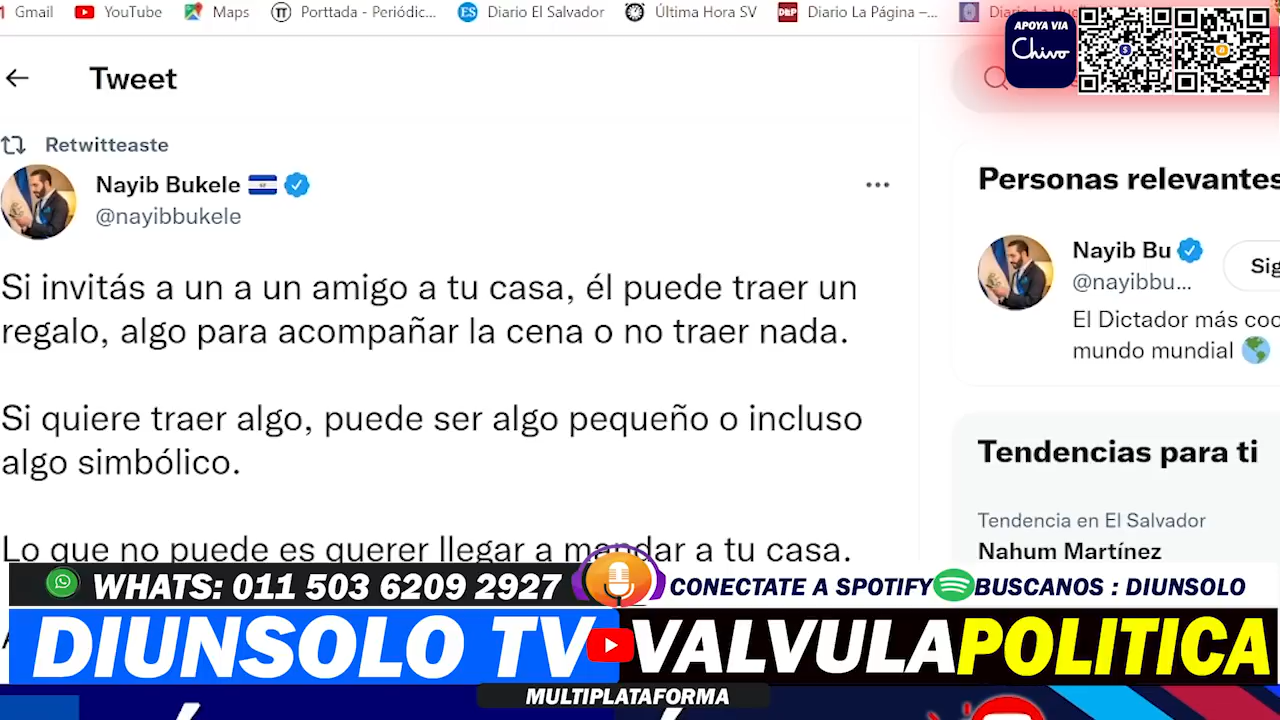 Gmail
YouTube
Maps
Porttada - Periódic...
Diario El Salvador
Última Hora SV
Diario La Página –...
APOYA VIA
Chivo
Tweet
Retwitteaste
Nayib Bukele
@nayibbukele
Si invitás a un a un amigo a tu casa, él puede traer un
regalo, algo para acompañar la cena o no traer nada.
Si quiere traer algo, puede ser algo pequeño o incluso
algo simbólico.
Lo que no puede es querer llegar a mandar a tu casa.
Personas relevantes
Nayib Bu
@nayibbu...
Sig
El Dictador más coo
mundo mundial
Tendencias para ti
Tendencia en El Salvador
Nahum Martínez
WHATS: 011 503 6209 2927
CONECTATE A SPOTIFY
BUSCANOS : DIUNSOLO
DIUNSOLO TV
VALVULAPOLITICA
MULTIPLATAFORMA